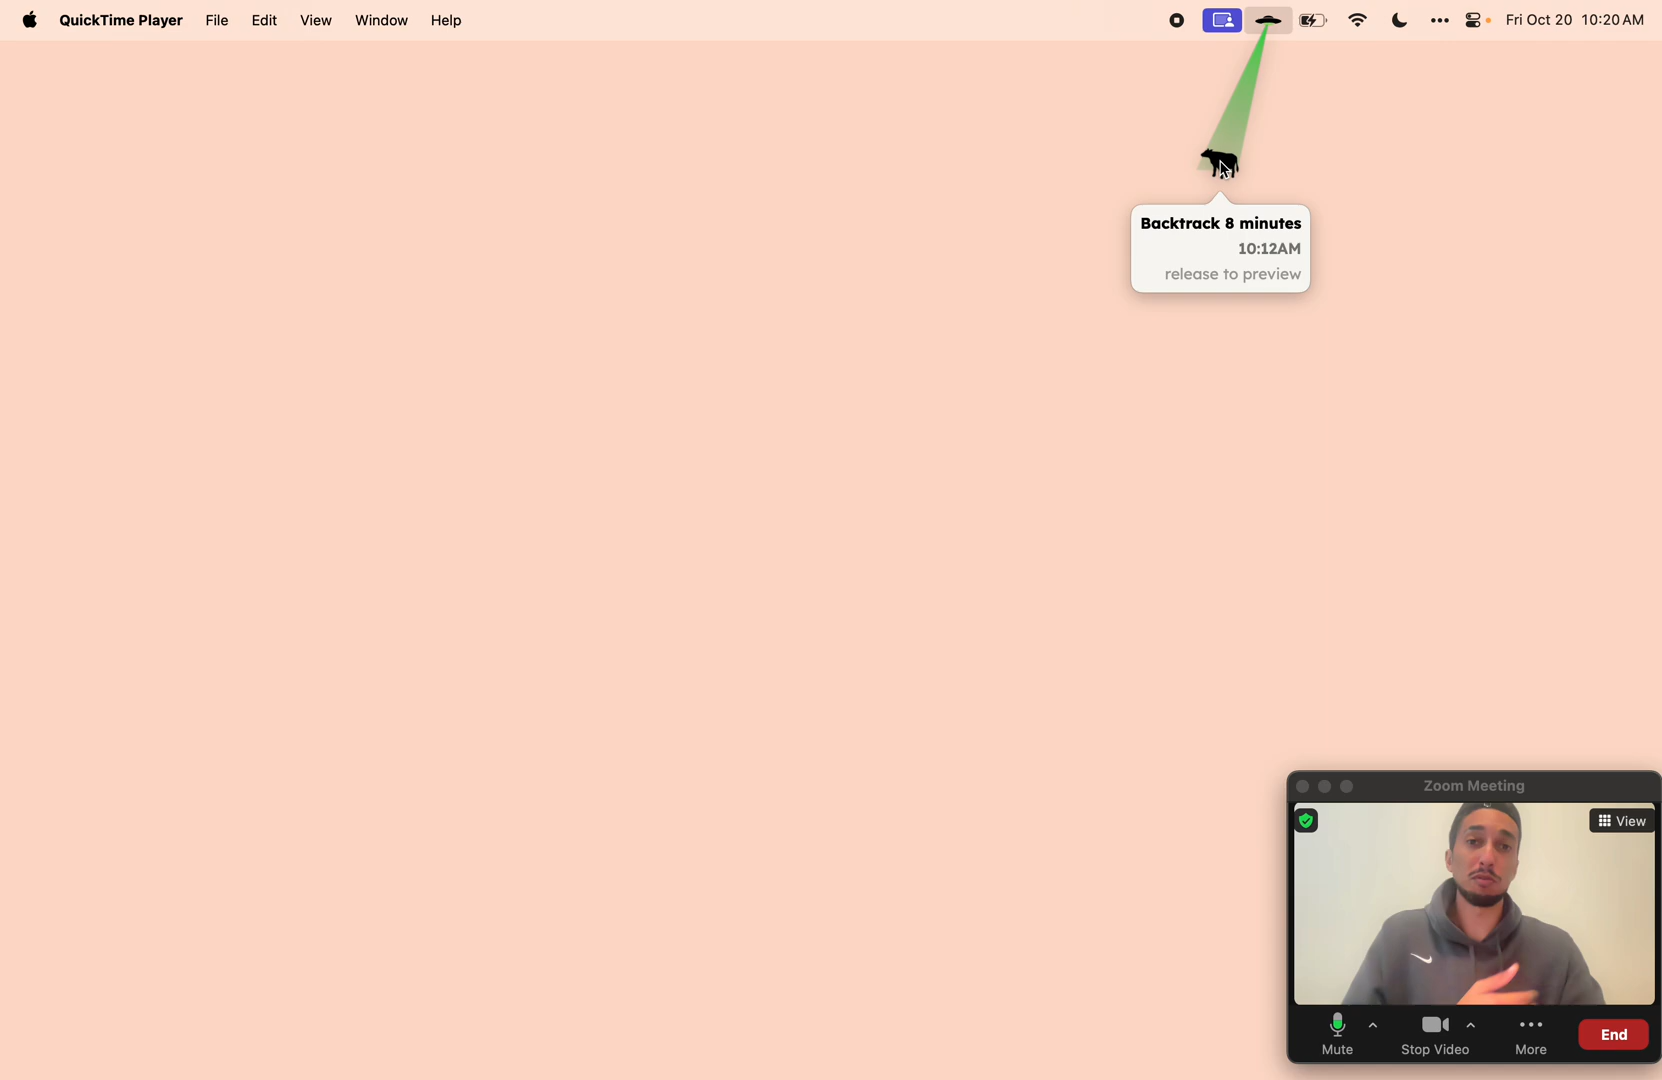 QuickTime Player File Edit View Window Help Fri Oct 20 10:20 AM
Backtrack 8 minutes
10:12AM
release to preview
Zoom Meeting
View
Mute Stop Video More End